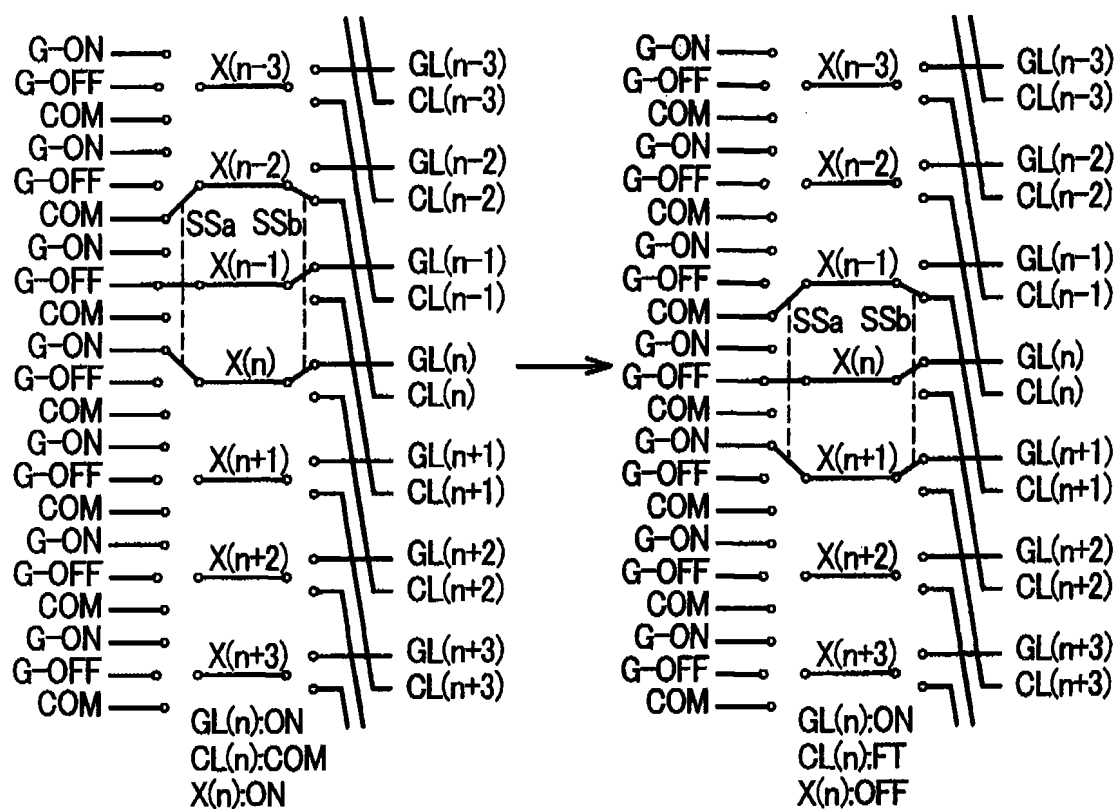 G-ON
G-OFF X(n-3) GL(n-3)
COM CL(n-3)
G-ON
G-OFF X(n-2) GL(n-2)
COM CL(n-2)
SSa SSb
G-ON
G-OFF X(n-1) GL(n-1)
COM CL(n-1)
G-ON
G-OFF X(n) GL(n)
COM CL(n)
G-ON
G-OFF X(n+1) GL(n+1)
COM CL(n+1)
G-ON
G-OFF X(n+2) GL(n+2)
COM CL(n+2)
G-ON
G-OFF X(n+3) GL(n+3)
COM CL(n+3)
GL(n):ON
CL(n):COM
X(n):ON
G-ON
G-OFF X(n-3) GL(n-3)
COM CL(n-3)
G-ON
G-OFF X(n-2) GL(n-2)
COM CL(n-2)
G-ON
G-OFF X(n-1) GL(n-1)
COM CL(n-1)
SSa SSb
G-ON
G-OFF X(n) GL(n)
COM CL(n)
G-ON
G-OFF X(n+1) GL(n+1)
COM CL(n+1)
G-ON
G-OFF X(n+2) GL(n+2)
COM CL(n+2)
G-ON
G-OFF X(n+3) GL(n+3)
COM CL(n+3)
GL(n):ON
CL(n):FT
X(n):OFF